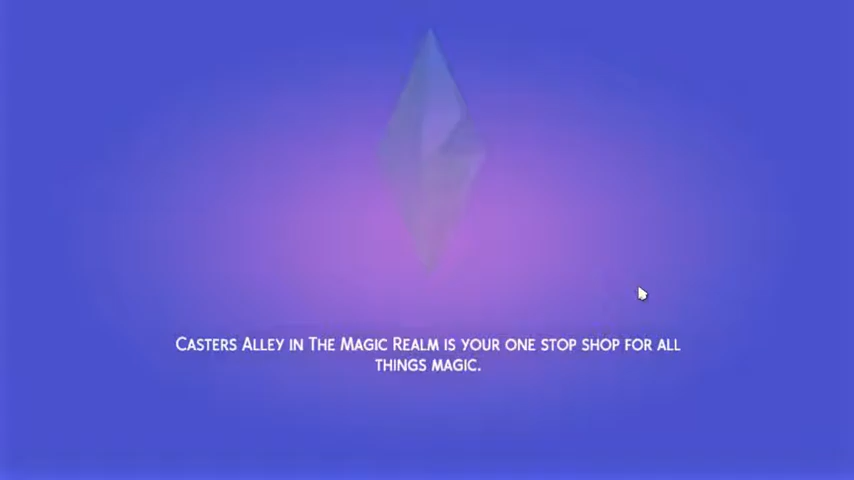 Casters Alley in The Magic Realm is your one stop shop for all
things magic.